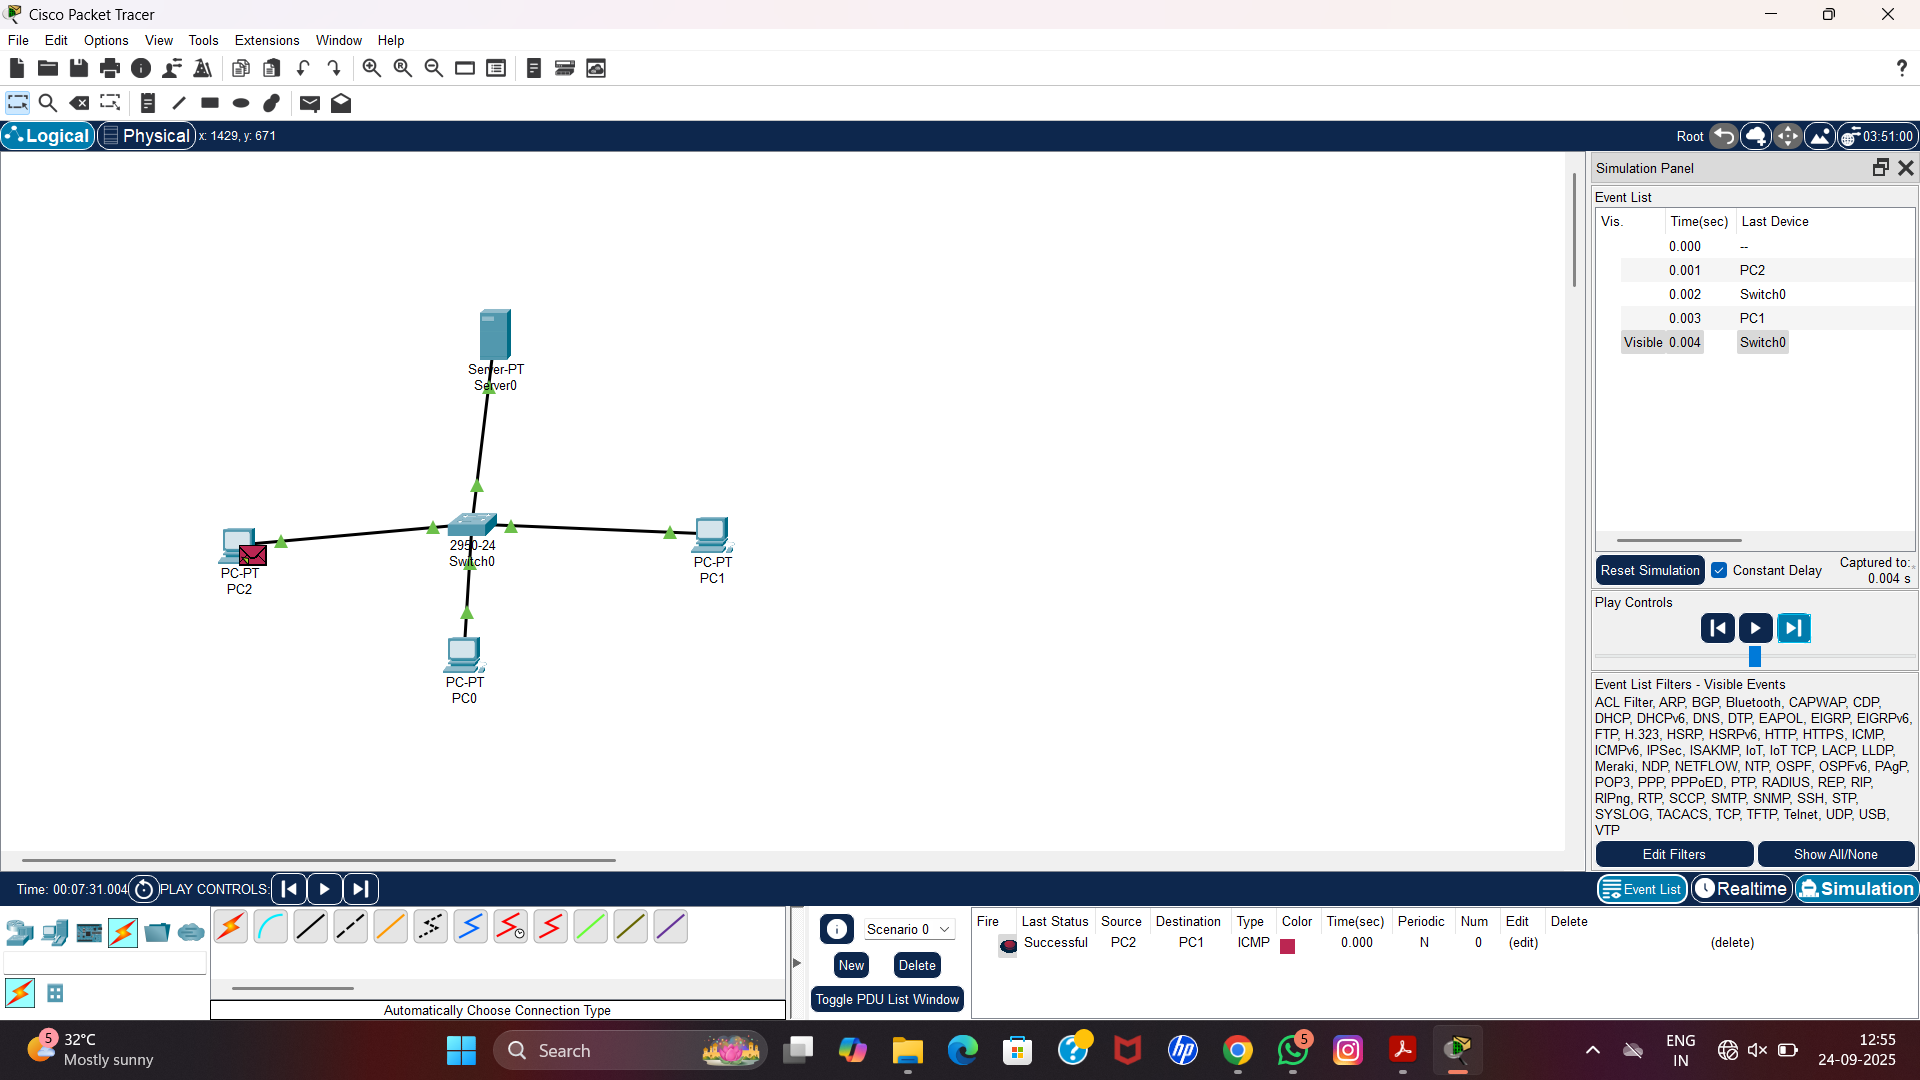 Cisco Packet Tracer
File Edit Options View Tools Extensions Window Help
?
Logical Physical x: 1429, y: 671 Root 03:51:00
Simulation Panel
Event List
Vis. Time(sec) Last Device
0.000 --
0.001 PC2
0.002 Switch0
0.003 PC1
Visible 0.004 Switch0
Server-PT
Server0
2950-24
Switch0
PC-PT
PC2
PC-PT
PC1
PC-PT
PC0
Reset Simulation Constant Delay Captured to:
0.004 s
Play Controls
Event List Filters - Visible Events
ACL Filter, ARP, BGP, Bluetooth, CAPWAP, CDP,
DHCP, DHCPv6, DNS, DTP, EAPOL, EIGRP, EIGRPv6,
FTP, H.323, HSRP, HSRPv6, HTTP, HTTPS, ICMP,
ICMPv6, IPSec, ISAKMP, IoT, IoT TCP, LACP, LLDP,
Meraki, NDP, NETFLOW, NTP, OSPF, OSPFv6, PAgP,
POP3, PPP, PPPoED, PTP, RADIUS, REP, RIP,
RIPng, RTP, SCCP, SMTP, SNMP, SSH, STP,
SYSLOG, TACACS, TCP, TFTP, Telnet, UDP, USB,
VTP
Edit Filters Show All/None
Time: 00:07:31.004 PLAY CONTROLS: Event List Realtime Simulation
Automatically Choose Connection Type
Scenario 0
New Delete
Toggle PDU List Window
Fire Last Status Source Destination Type Color Time(sec) Periodic Num Edit Delete
Successful PC2 PC1 ICMP 0.000 N 0 (edit) (delete)
5
32°C
Mostly sunny
Search
hp
5
ENG
IN
12:55
24-09-2025